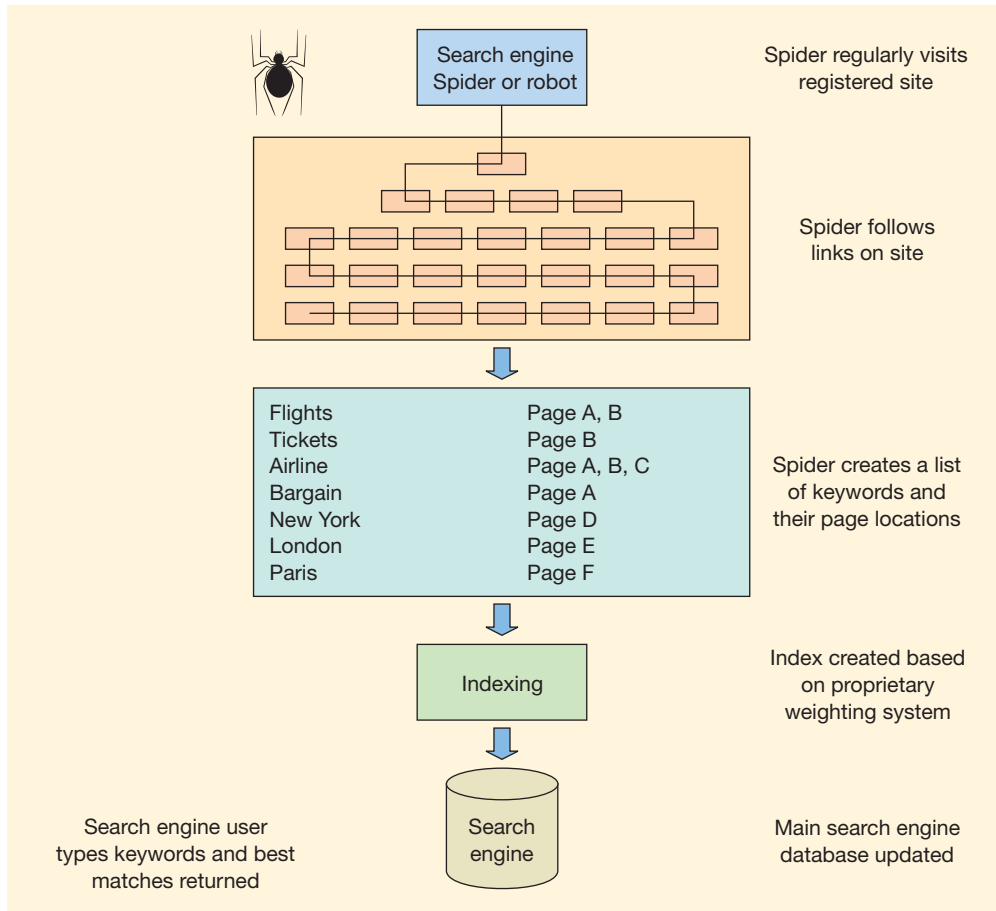 Search engine
Spider or robot
Spider regularly visits
registered site
Spider follows
links on site
Flights Page A, B
Tickets Page B
Airline Page A, B, C
Bargain Page A
New York Page D
London Page E
Paris Page F
Spider creates a list
of keywords and
their page locations
Indexing
Index created based
on proprietary
weighting system
Search engine user
types keywords and best
matches returned
Search
engine
Main search engine
database updated